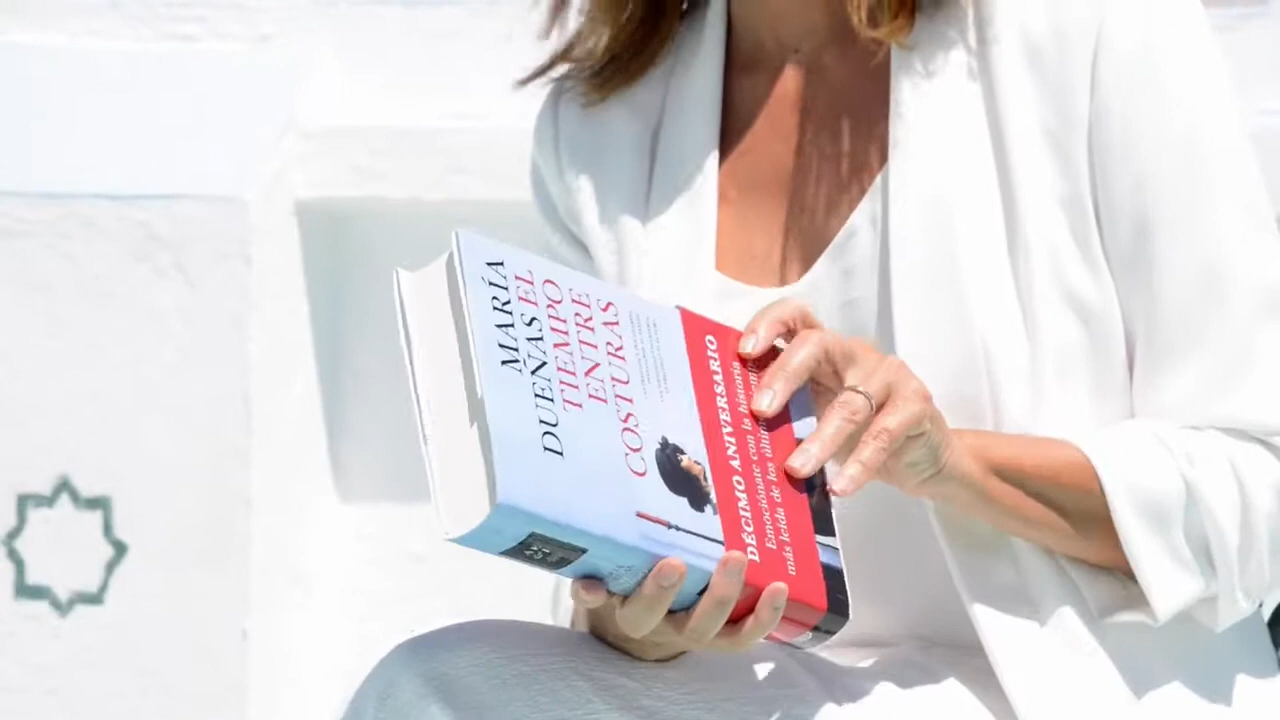 MARÍA
DUEÑAS EL
TIEMPO
ENTRE
COSTURAS
DÉCIMO ANIVERSARIO
Emociónate con la historia
más leída de los